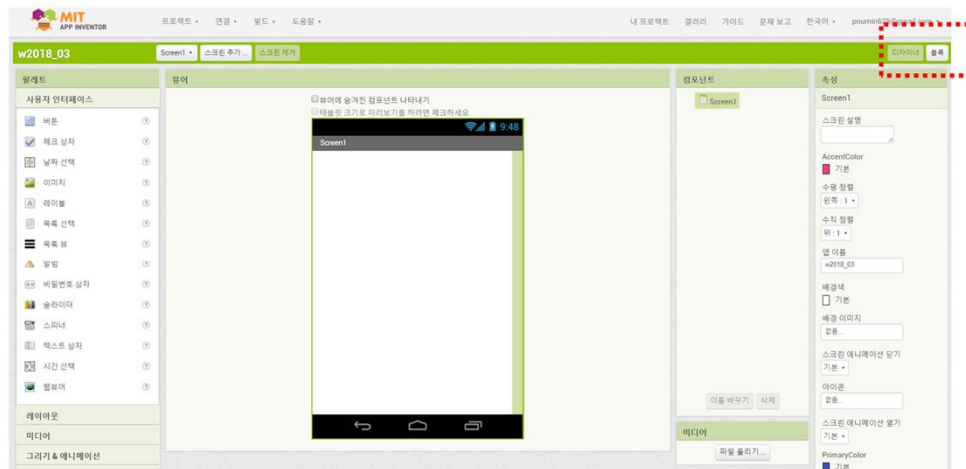 MIT
APP INVENTOR
프로젝트 연결 빌드 도움말 내 프로젝트 갤러리 가이드 문제 보고 한국어
w2018_03 Screen1 스크린 추가 ... 스크린 제거 디자이너 블록
팔레트
사용자 인터페이스
버튼
체크 상자
날짜 선택
이미지
레이블
목록 선택
목록 뷰
알림
비밀번호 상자
슬라이더
스피너
텍스트 상자
시간 선택
웹뷰어
레이아웃
미디어
그리기 & 애니메이션
뷰어
뷰어에 숨겨진 컴포넌트 나타내기
태블릿 크기로 미리보기를 하려면 체크하세요
9:48
Screen1
컴포넌트
Screen1
이름 바꾸기 삭제
미디어
파일 올리기 ...
속성
Screen1
스크린 설명
AccentColor
기본
수평 정렬
왼쪽 : 1
수직 정렬
위 : 1
앱 이름
w2018_03
배경색
기본
배경 이미지
없음...
스크린 애니메이션 닫기
기본
아이콘
없음...
스크린 애니메이션 열기
기본
PrimaryColor
기본